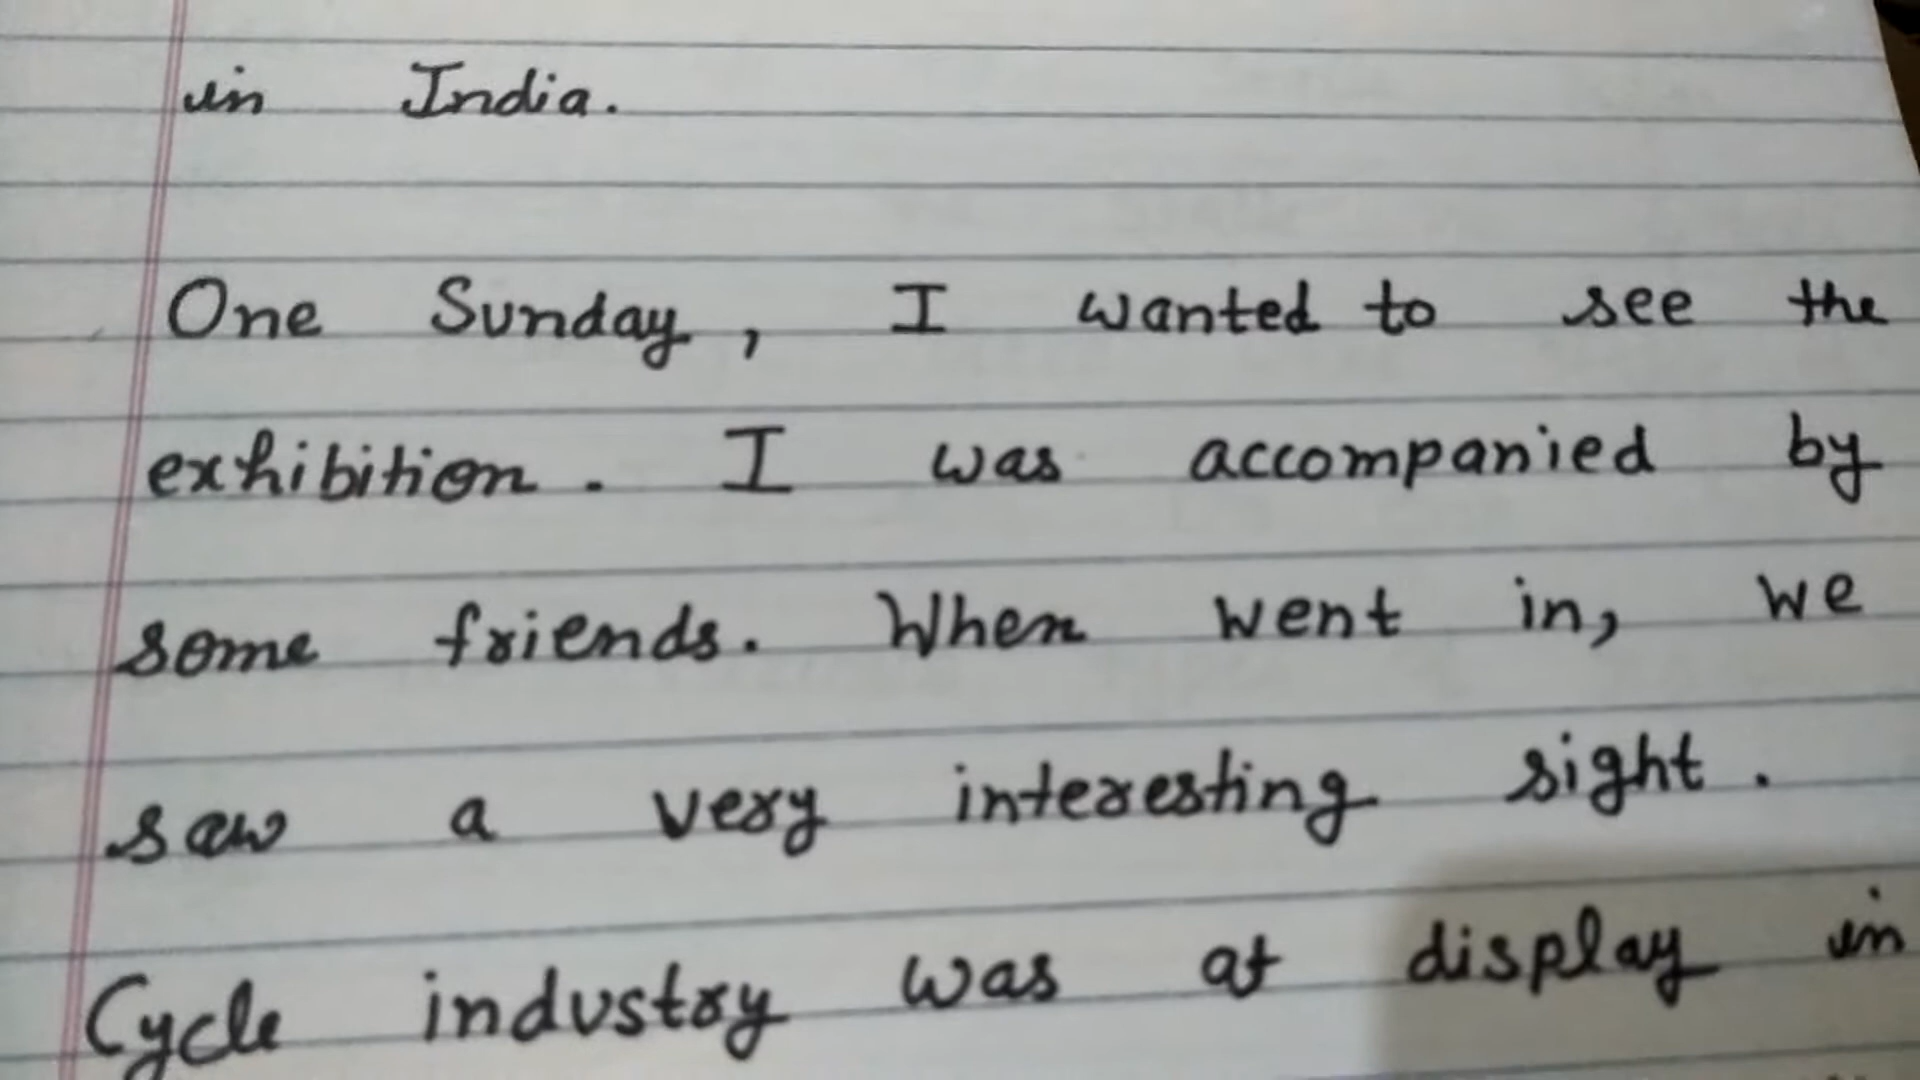 in India.
One Sunday, I wanted to see the
exhibition. I was accompanied by
some friends. When went in, we
saw a very interesting sight.
Cycle industry was at display in